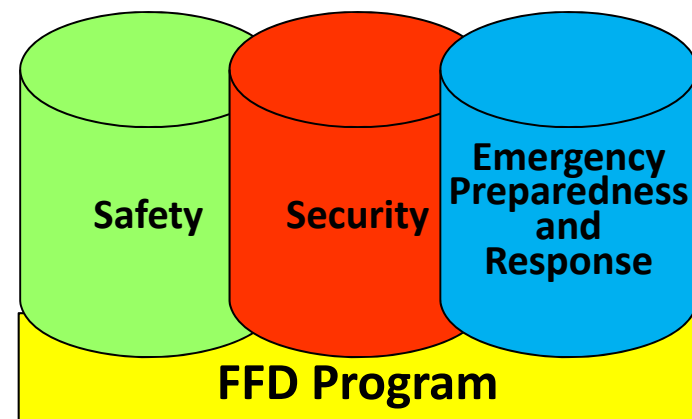 Safety
Security
Emergency
Preparedness
and
Response
FFD Program